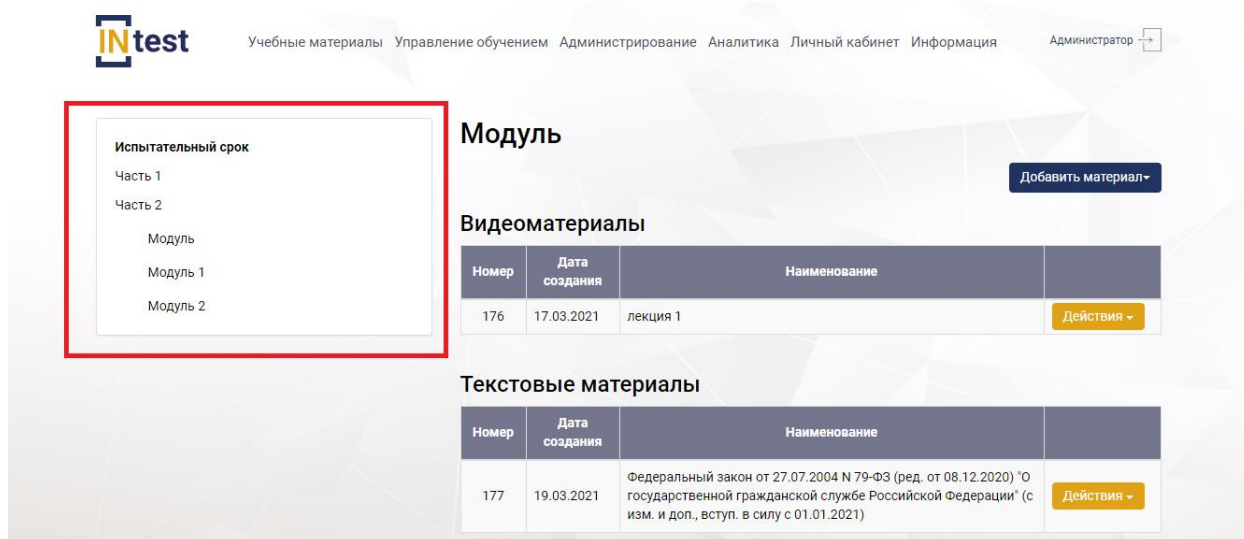 INtest
Учебные материалы Управление обучением Администрирование Аналитика Личный кабинет Информация Администратор
Испытательный срок
Часть 1
Часть 2
Модуль
Модуль 1
Модуль 2
Модуль
Добавить материал
Видеоматериалы
Номер Дата создания Наименование
176 17.03.2021 лекция 1 Действия
Текстовые материалы
Номер Дата создания Наименование
177 19.03.2021 Федеральный закон от 27.07.2004 N 79-ФЗ (ред. от 08.12.2020) "О
государственной гражданской службе Российской Федерации" (с
изм. и доп., вступ. в силу с 01.01.2021) Действия